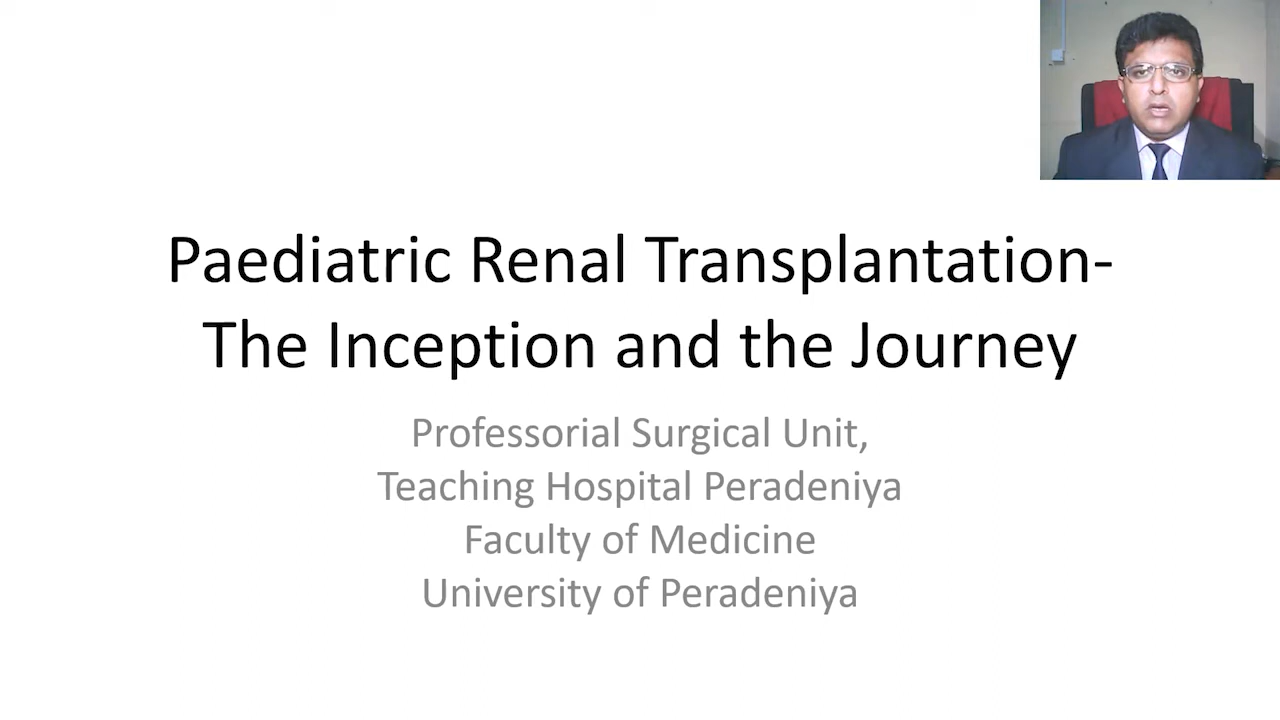 Paediatric Renal Transplantation-
The Inception and the Journey
Professorial Surgical Unit,
Teaching Hospital Peradeniya
Faculty of Medicine
University of Peradeniya